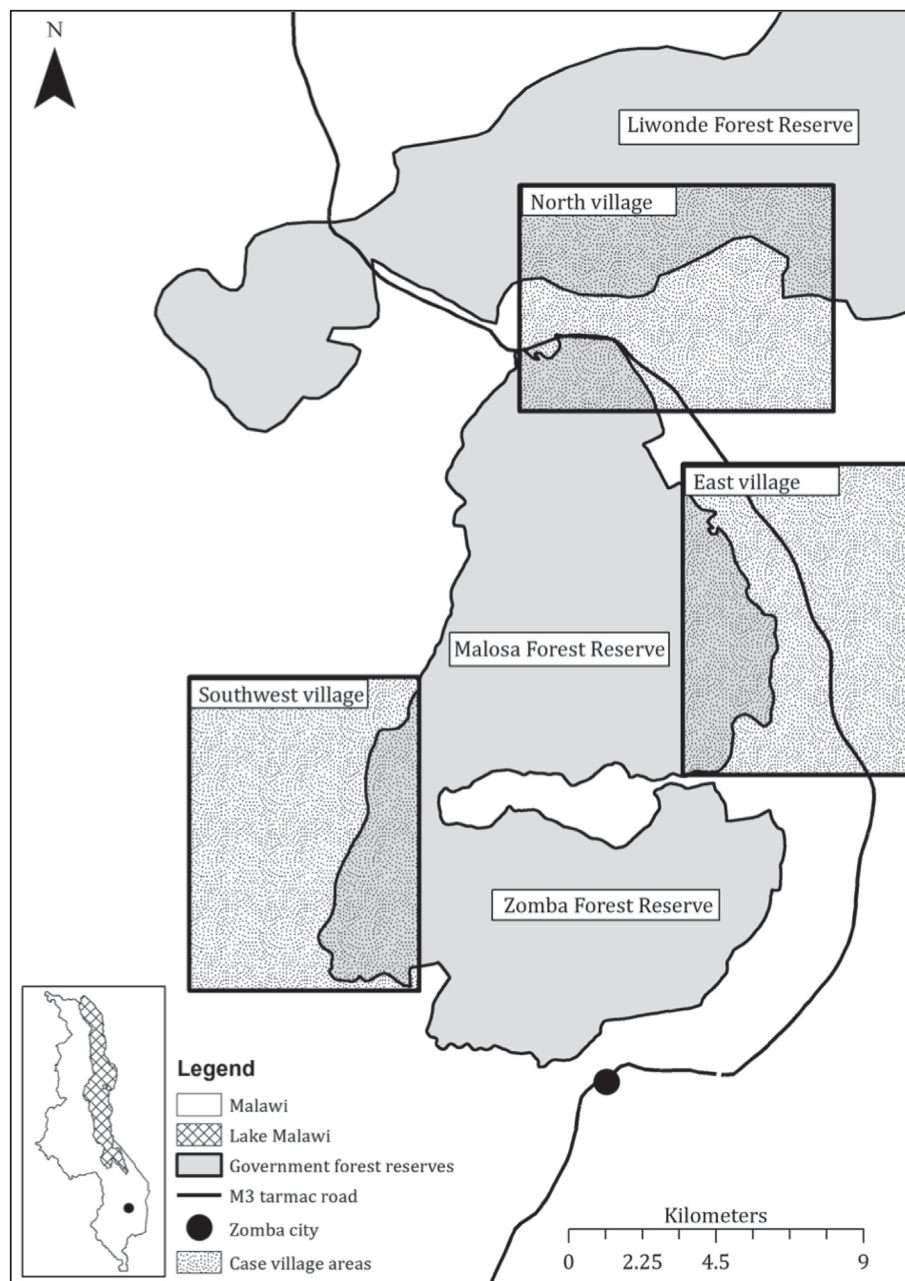 N
Liwonde Forest Reserve
North village
East village
Malosa Forest Reserve
Southwest village
Zomba Forest Reserve
Legend
Malawi
Lake Malawi
Government forest reserves
M3 tarmac road
Zomba city
Case village areas
Kilometers
0 2.25 4.5 9